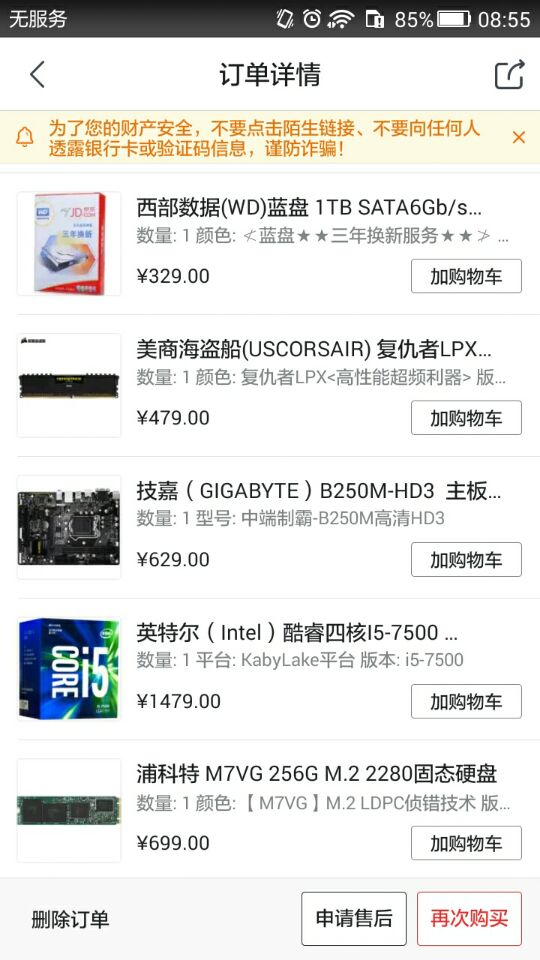 无服务
85%
08:55
订单详情
为了您的财产安全，不要点击陌生链接、不要向任何人
透露银行卡或验证码信息，谨防诈骗！
WD
JD 京东
.COM
三年换新
西部数据(WD)蓝盘 1TB SATA6Gb/s...
数量: 1 颜色: ≮蓝盘★★三年换新服务★★≯ ...
¥329.00
加购物车
美商海盗船(USCORSAIR) 复仇者LPX...
数量: 1 颜色: 复仇者LPX<高性能超频利器> 版...
¥479.00
加购物车
技嘉（GIGABYTE）B250M-HD3 主板...
数量: 1 型号: 中端制霸-B250M高清HD3
¥629.00
加购物车
CORE i5
英特尔（Intel）酷睿四核I5-7500 ...
数量: 1 平台: KabyLake平台 版本: i5-7500
¥1479.00
加购物车
浦科特 M7VG 256G M.2 2280固态硬盘
数量: 1 颜色:【 M7VG 】M.2 LDPC侦错技术 版...
¥699.00
加购物车
删除订单
申请售后
再次购买